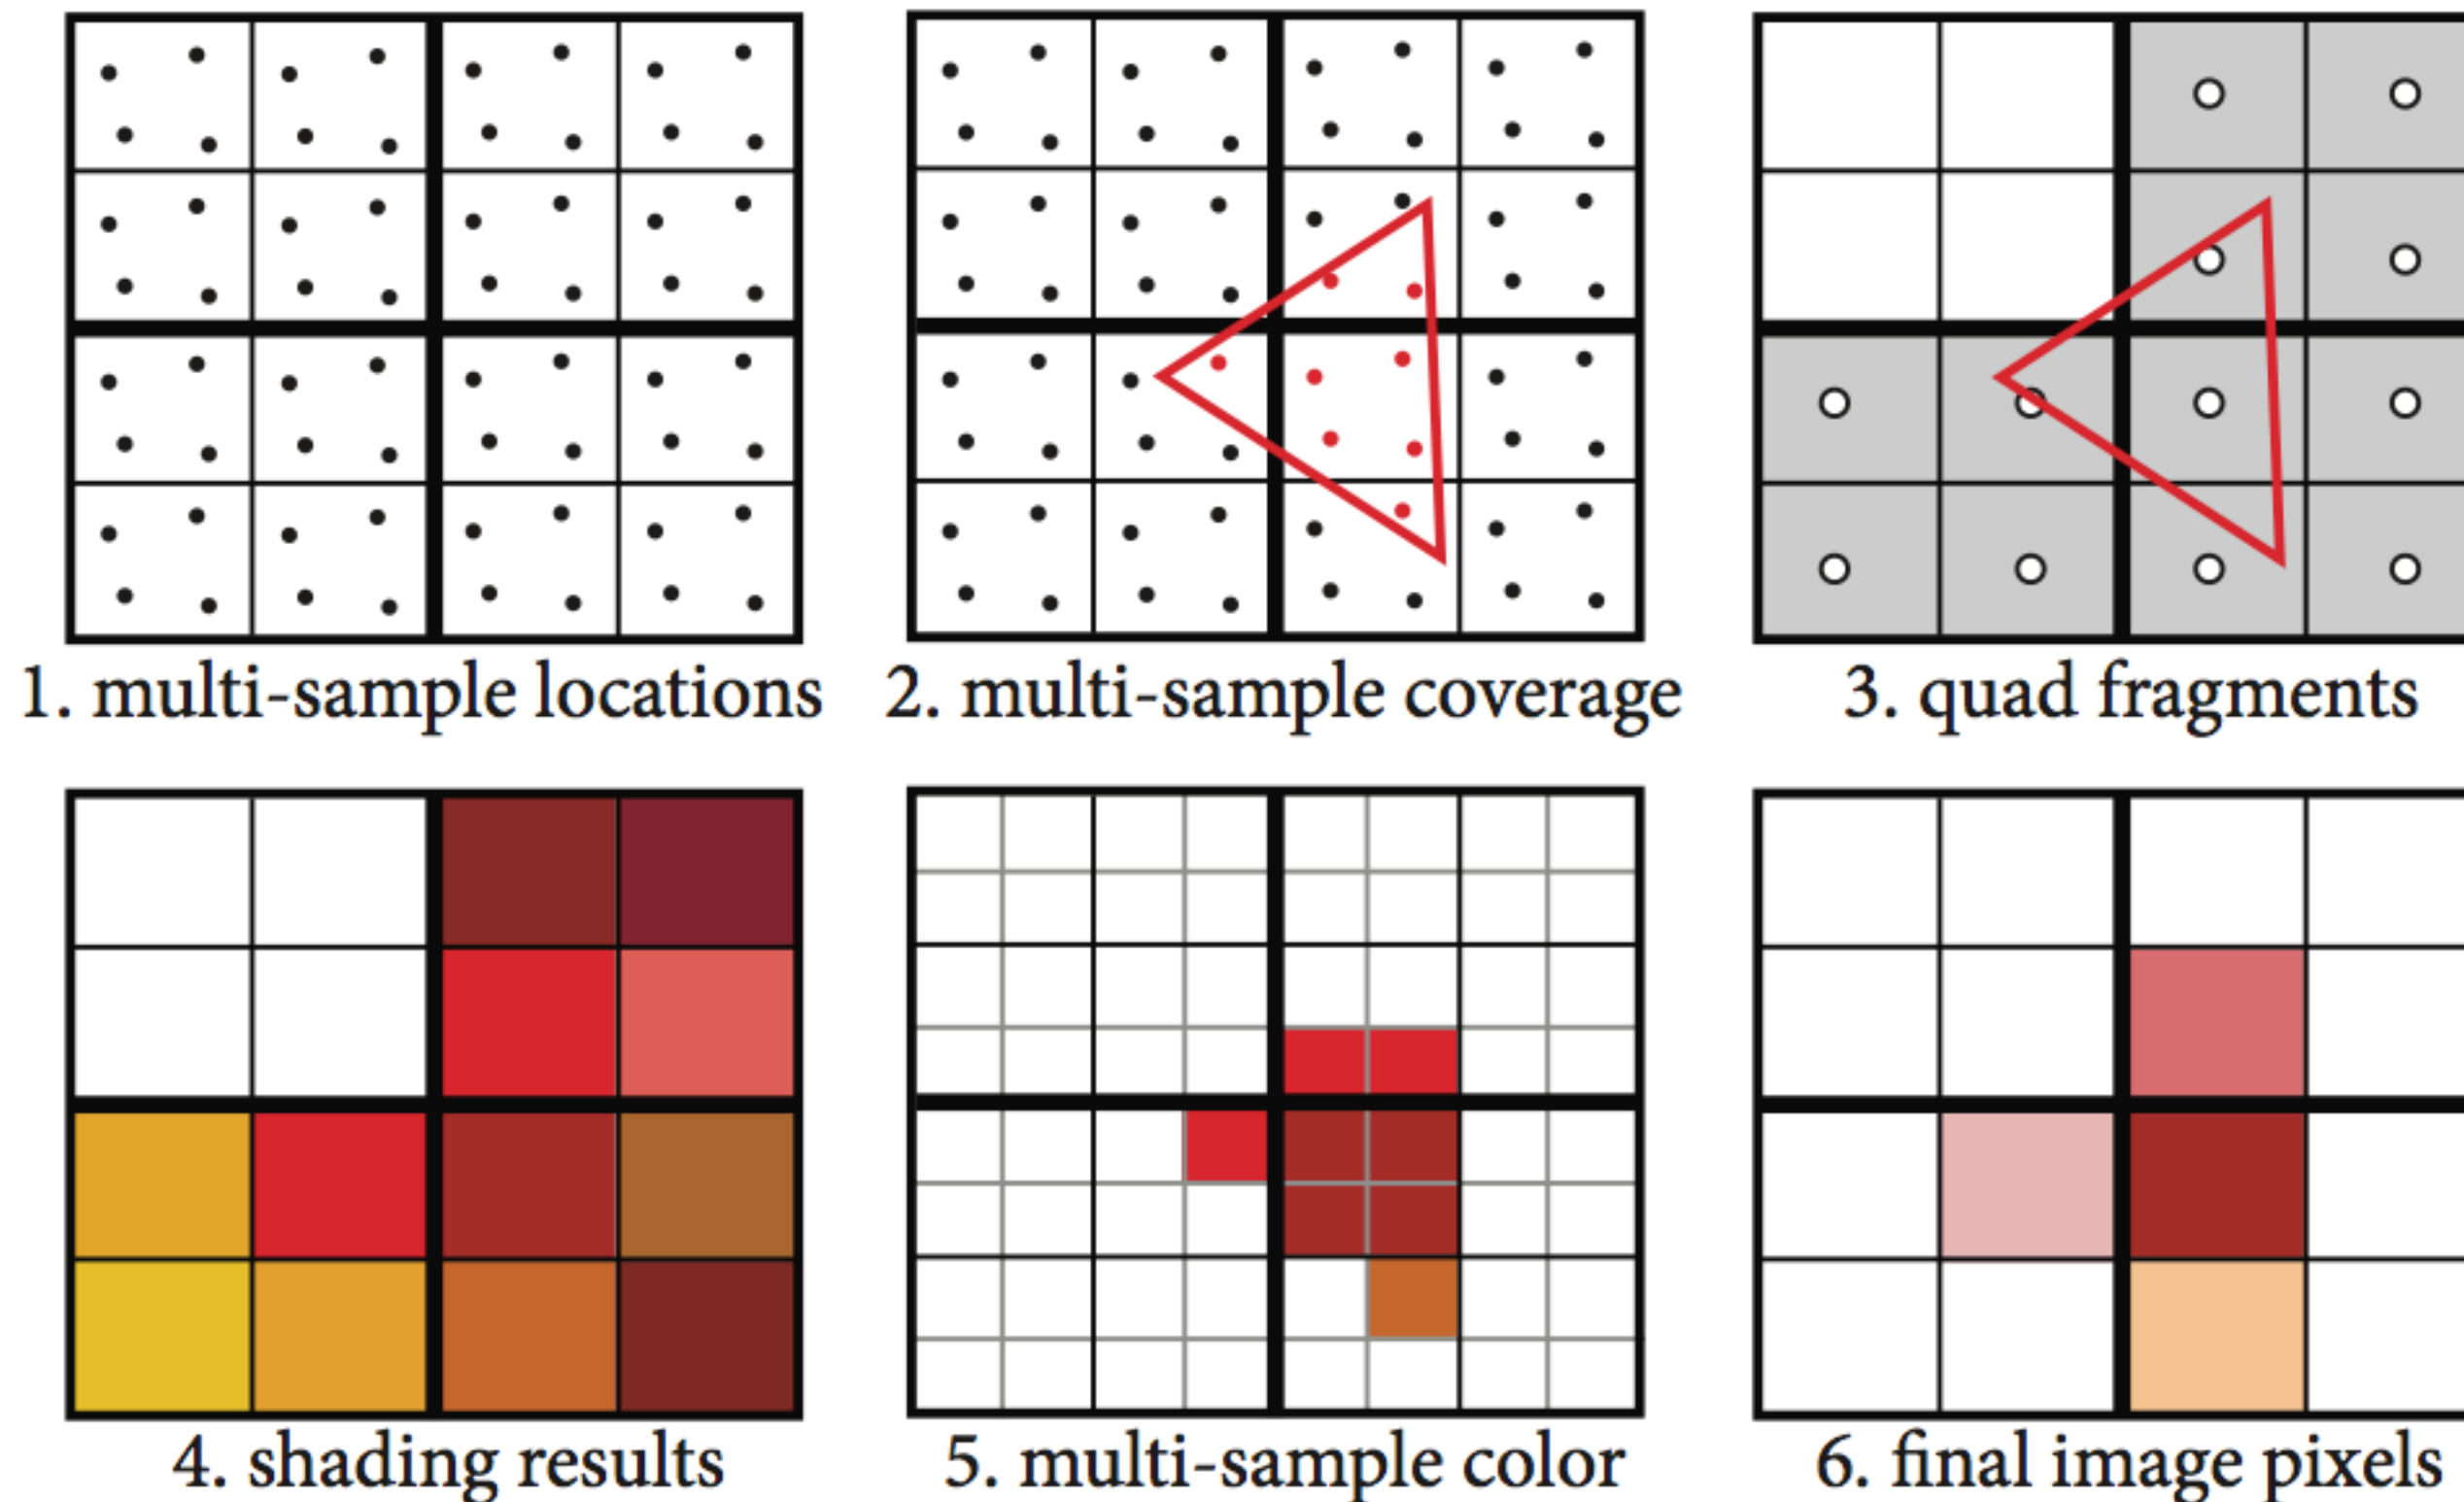 1. multi-sample locations
2. multi-sample coverage
3. quad fragments
4. shading results
5. multi-sample color
6. final image pixels